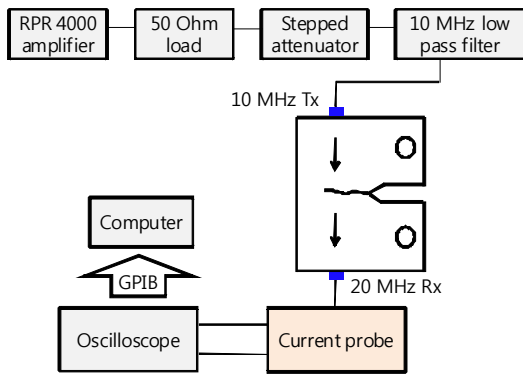 RPR 4000
amplifier
50 Ohm
load
Stepped
attenuator
10 MHz low
pass filter
10 MHz Tx
Computer
GPIB
20 MHz Rx
Oscilloscope
Current probe